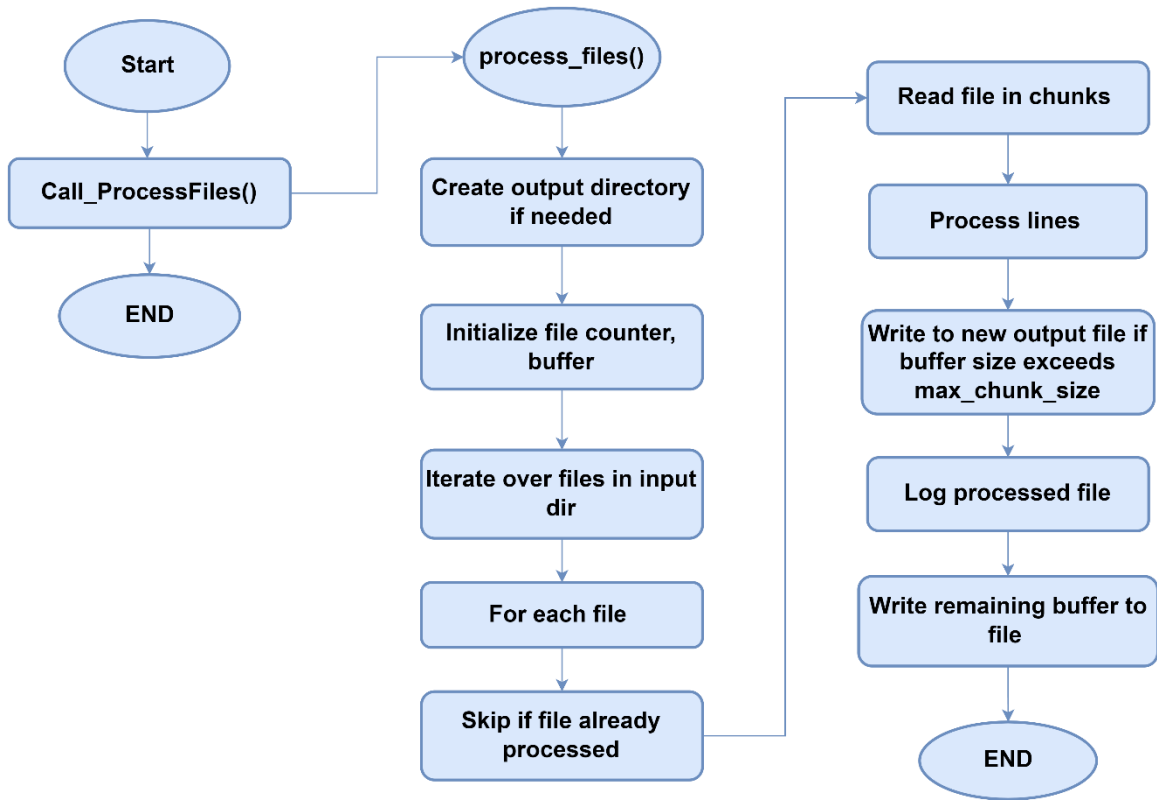 Start
Call_ProcessFiles()
END
process_files()
Create output directory
if needed
Initialize file counter,
buffer
Iterate over files in input
dir
For each file
Skip if file already
processed
Read file in chunks
Process lines
Write to new output file if
buffer size exceeds
max_chunk_size
Log processed file
Write remaining buffer to
file
END